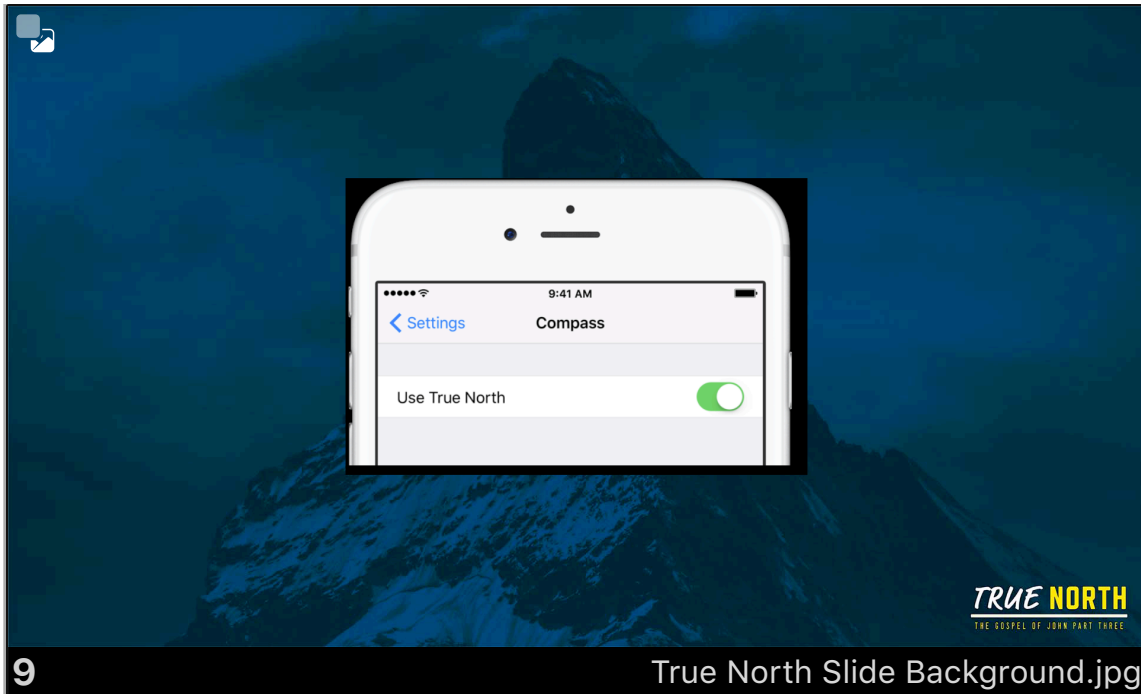 9:41 AM
Settings
Compass
Use True North
TRUE NORTH
THE GOSPEL OF JOHN PART THREE
9
True North Slide Background.jpg